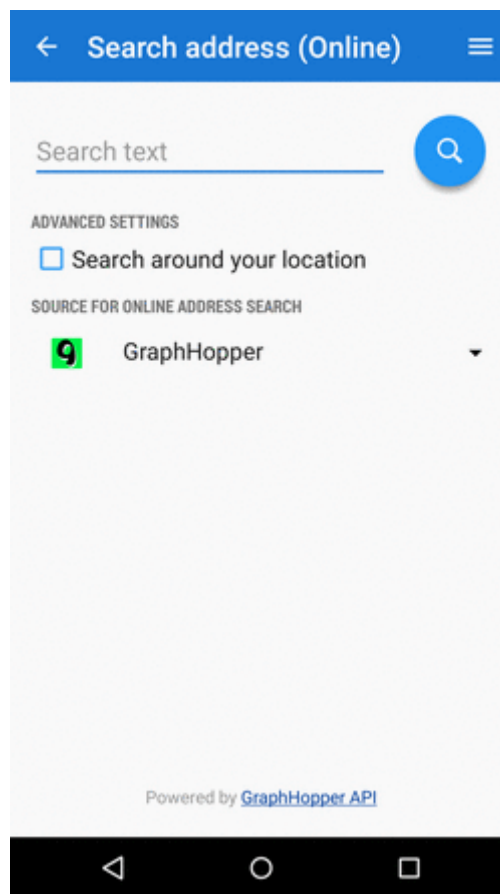 Search address (Online)
Search text
ADVANCED SETTINGS
Search around your location
SOURCE FOR ONLINE ADDRESS SEARCH
GraphHopper
Powered by GraphHopper API